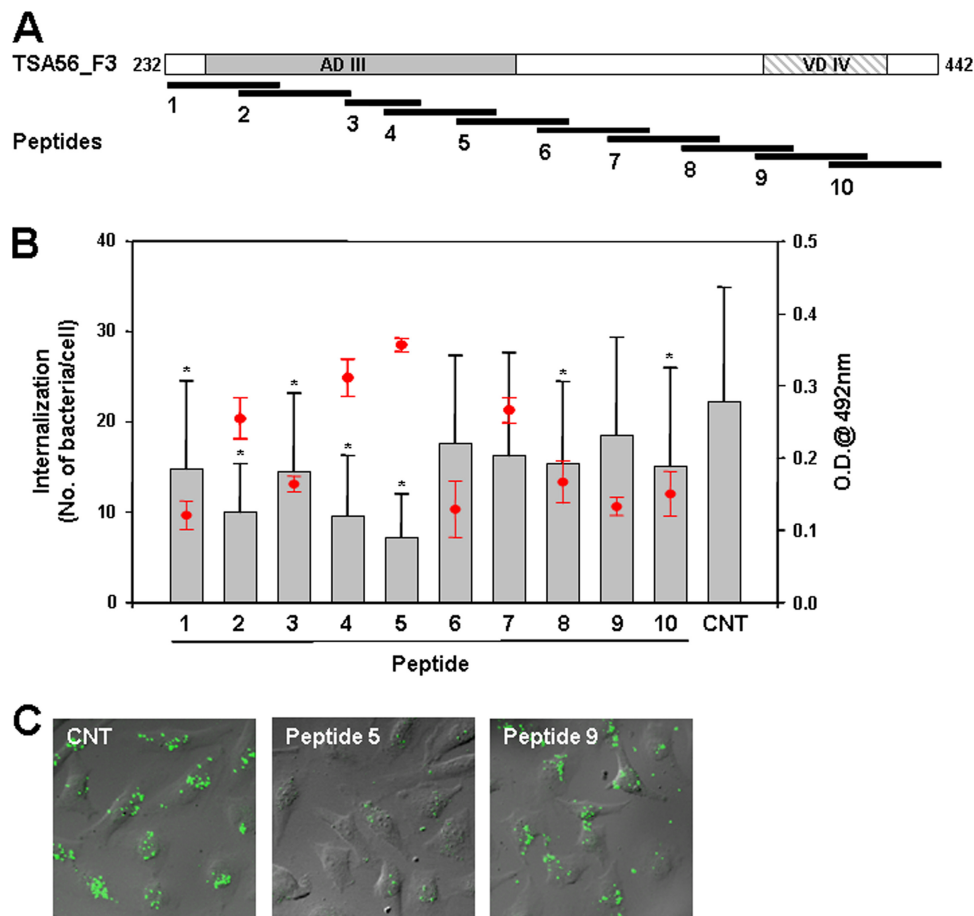 A
TSA56_F3 232 AD III VD IV 442
Peptides
1 2 3 4 5 6 7 8 9 10
B
Internalization
(No. of bacteria/cell)
40
30
20
10
0
0.5
0.4
0.3
0.2
0.1
0.0
O.D.@492nm
* * * * * * *
1 2 3 4 5 6 7 8 9 10 CNT
Peptide
C
CNT
Peptide 5
Peptide 9